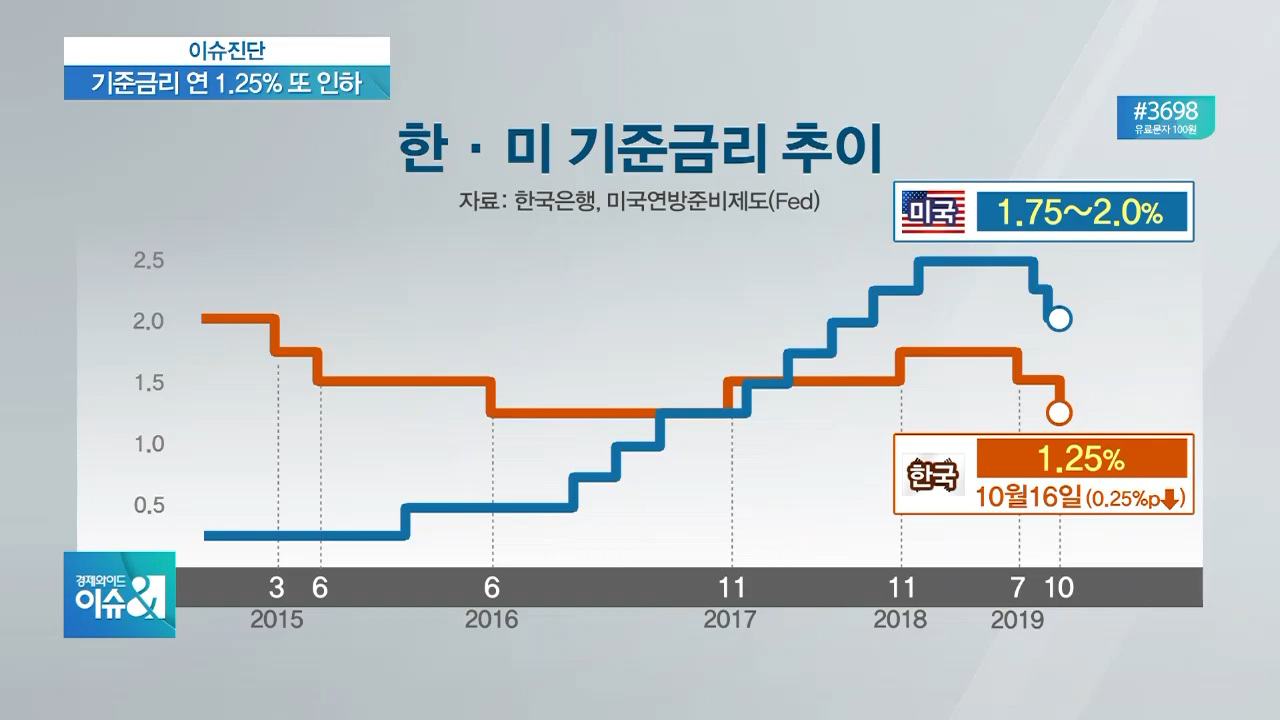 이슈진단
기준금리 연 1.25% 또 인하
#3698
유료문자 100원
한 · 미 기준금리 추이
자료: 한국은행, 미국연방준비제도(Fed)
미국 1.75~2.0%
2.5
2.0
1.5
1.0
0.5
한국 1.25%
10월16일 (0.25%p⬇)
3 6 6 11 11 7 10
2015 2016 2017 2018 2019
경제와이드
이슈&